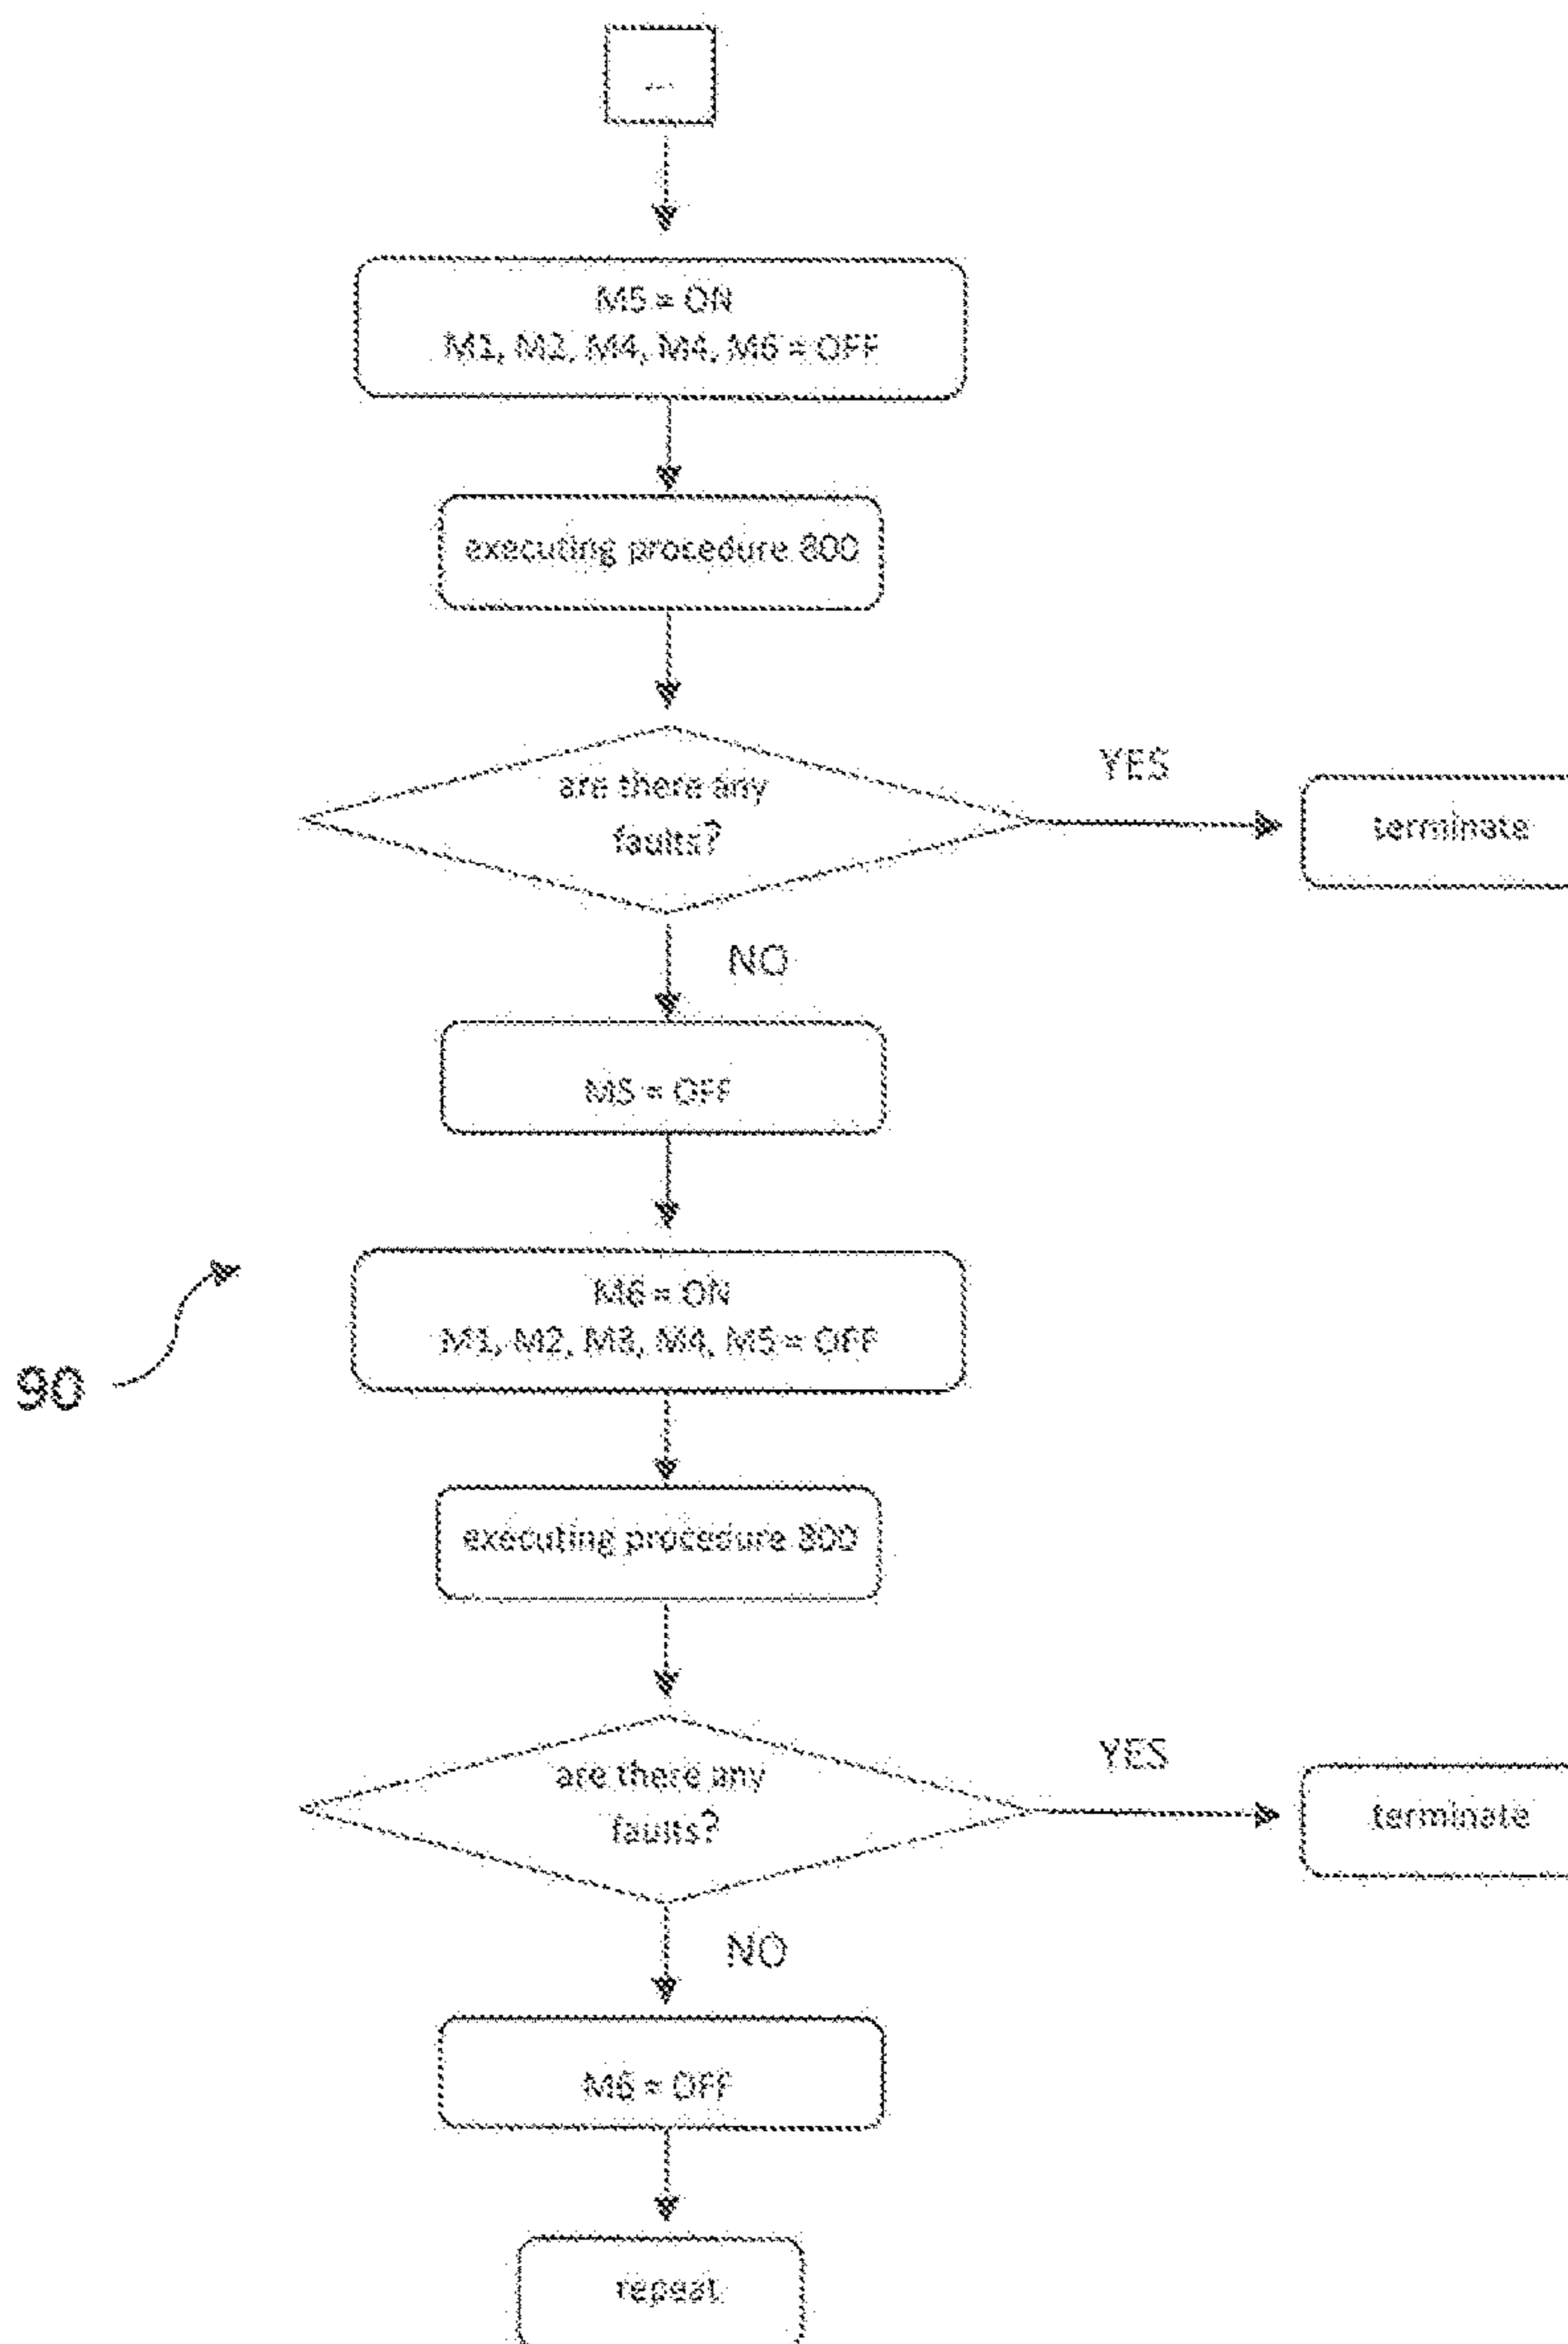 ...
M5 = ON
M1, M2, M4, M4, M6 = OFF
executing procedure 800
are there any
faults?
YES
terminate
NO
M5 = OFF
M6 = ON
M1, M2, M3, M4, M5 = OFF
90
executing procedure 800
are there any
faults?
YES
terminate
NO
M6 = OFF
repeat